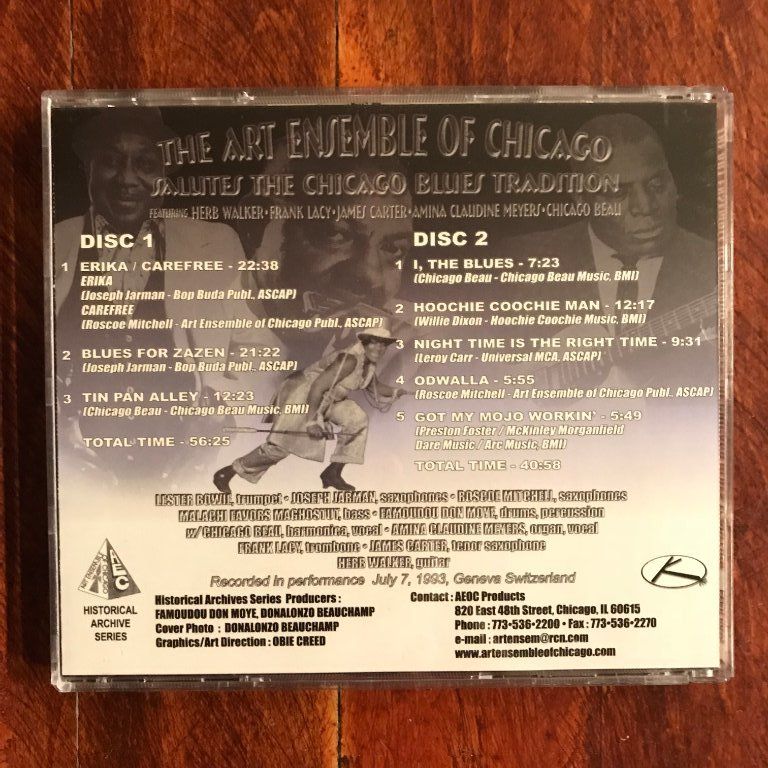 THE ART ENSEMBLE OF CHICAGO
SALUTES THE CHICAGO BLUES TRADITION
FEATURING HERB WALKER • FRANK LACY • JAMES CARTER • AMINA CLAUDINE MEYERS • CHICAGO BEAU
DISC 1
1 ERIKA / CAREFREE - 22:38
ERIKA
(Joseph Jarman - Bop Buda Publ., ASCAP)
CAREFREE
(Roscoe Mitchell - Art Ensemble of Chicago Publ., ASCAP)
2 BLUES FOR ZAZEN - 21:22
(Joseph Jarman - Bop Buda Publ., ASCAP)
3 TIN PAN ALLEY - 12:23
(Chicago Beau - Chicago Beau Music, BMI)
TOTAL TIME - 56:25
DISC 2
1 I, THE BLUES - 7:23
(Chicago Beau - Chicago Beau Music, BMI)
2 HOOCHIE COOCHIE MAN - 12:17
(Willie Dixon - Hoochie Coochie Music, BMI)
3 NIGHT TIME IS THE RIGHT TIME - 9:31
(Leroy Carr - Universal MCA, ASCAP)
4 ODWALLA - 5:55
(Roscoe Mitchell - Art Ensemble of Chicago Publ., ASCAP)
5 GOT MY MOJO WORKIN' - 5:49
(Preston Foster / McKinley Morganfield
Dare Music / Arc Music, BMI)
TOTAL TIME - 40:58
LESTER BOWIE, trumpet • JOSEPH JARMAN, saxophones • ROSCOE MITCHELL, saxophones
MALACHI FAVORS MAGHOSTUT, bass • FAMOUDOU DON MOYE, drums, percussion
w/ CHICAGO BEAU, harmonica, vocal • AMINA CLAUDINE MEYERS, organ, vocal
FRANK LACY, trombone • JAMES CARTER, tenor saxophone
HERB WALKER, guitar
Recorded in performance July 7, 1993, Geneva Switzerland
AEC
HISTORICAL
ARCHIVE
SERIES
Historical Archives Series Producers :
FAMOUDOU DON MOYE, DONALONZO BEAUCHAMP
Cover Photo : DONALONZO BEAUCHAMP
Graphics/Art Direction : OBIE CREED
Contact : AEOC Products
820 East 48th Street, Chicago, IL 60615
Phone : 773•536•2200 • Fax : 773•536•2270
e-mail : artensem@rcn.com
www.artensembleofchicago.com